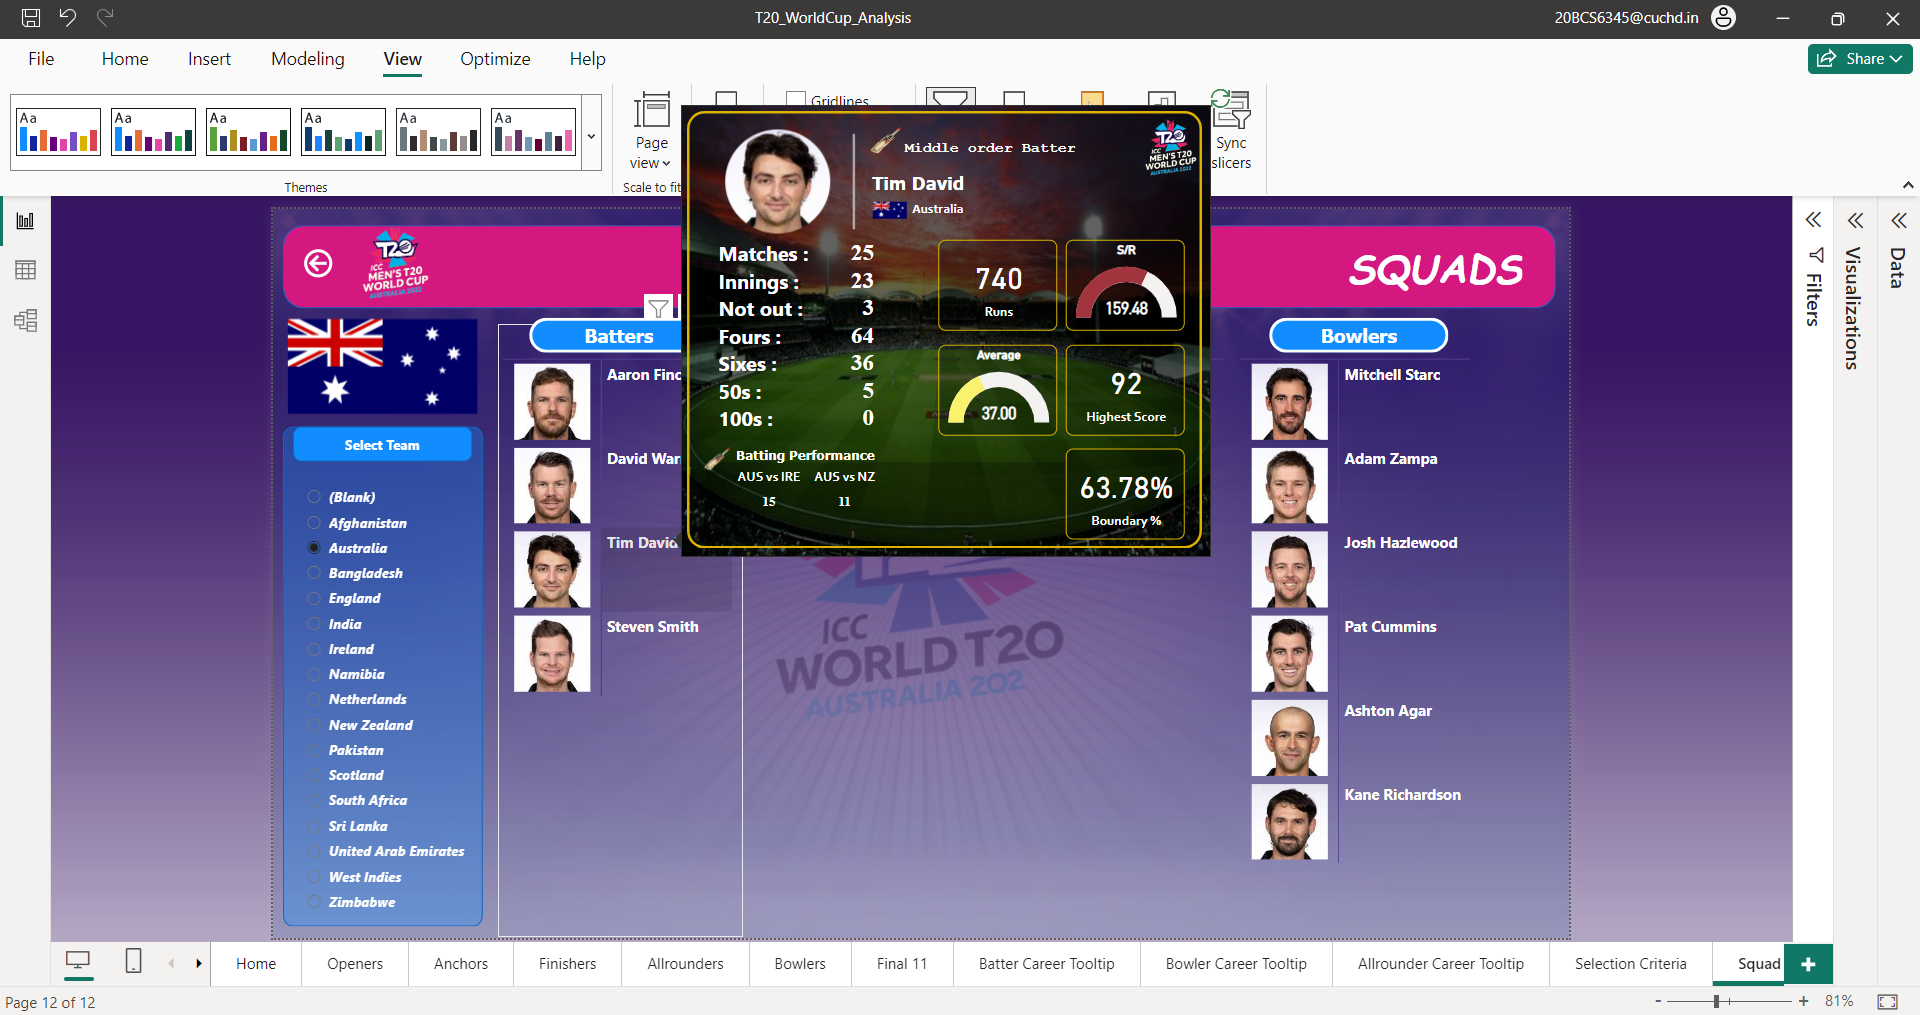 T20_WorldCup_Analysis
20BCS6345@cuchd.in
File
Home
Insert
Modeling
View
Optimize
Help
Share
Aa
Aa
Aa
Aa
Aa
Aa
Themes
Page
view
Scale to fit
Gridlines
Sync
slicers
Middle order Batter
Tim David
Australia
T20
ICC
MEN'S T20
WORLD CUP
AUSTRALIA 2022
Matches : 25
Innings : 23
Not out : 3
Fours : 64
Sixes : 36
50s : 5
100s : 0
740
Runs
S/R
159.48
Average
37.00
92
Highest Score
63.78%
Boundary %
Batting Performance
AUS vs IRE AUS vs NZ
15 11
T20
ICC
MEN'S T20
WORLD CUP
AUSTRALIA 2022
SQUADS
Select Team
(Blank)
Afghanistan
Australia
Bangladesh
England
India
Ireland
Namibia
Netherlands
New Zealand
Pakistan
Scotland
South Africa
Sri Lanka
United Arab Emirates
West Indies
Zimbabwe
Batters
Aaron Finc
David War
Tim David
Steven Smith
ICC
WORLD T20
AUSTRALIA 202
Bowlers
Mitchell Starc
Adam Zampa
Josh Hazlewood
Pat Cummins
Ashton Agar
Kane Richardson
Filters
Visualizations
Data
Home
Openers
Anchors
Finishers
Allrounders
Bowlers
Final 11
Batter Career Tooltip
Bowler Career Tooltip
Allrounder Career Tooltip
Selection Criteria
Squad
+
Page 12 of 12
- + 81%